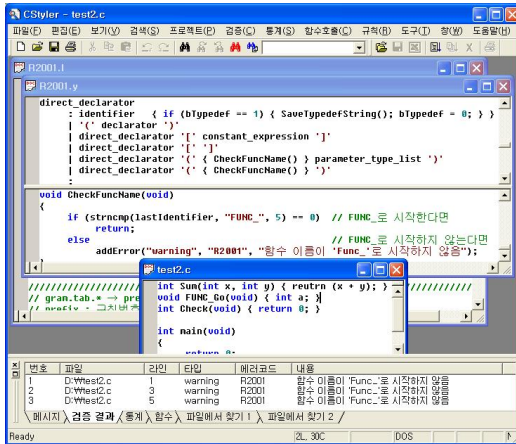 CStyler - test2.c
파일(F) 편집(E) 보기(V) 검색(S) 프로젝트(P) 검증(C) 통계(S) 함수호출(C) 규칙(R) 도구(T) 창(W) 도움말(H)
R2001.l
R2001.y
direct_declarator
: identifier { if (bTypedef == 1) { SaveTypedefString(); bTypedef = 0; } }
| '(' declarator ')'
| direct_declarator '[' constant_expression ']'
| direct_declarator '[' ']'
| direct_declarator '(' { CheckFuncName() } parameter_type_list ')'
| direct_declarator '(' { CheckFuncName() } ')'
;
void CheckFuncName(void)
{
if (strncmp(lastIdentifier, "FUNC_", 5) == 0) // FUNC_로 시작한다면
return;
else // FUNC_로 시작하지 않는다면
addError("warning", "R2001", "함수 이름이 'Func_'로 시작하지 않음");
}
// gram.tab.* → pre
test2.c
int Sum(int x, int y) { reutrn (x + y); }
void FUNC_Go(void) { int a; }
int Check(void) { return 0; }
int main(void)
{
return 0;
번호 파일 라인 타입 에러코드 내용
1 D:₩test2.c 1 warning R2001 함수 이름이 'Func_'로 시작하지 않음
2 D:₩test2.c 3 warning R2001 함수 이름이 'Func_'로 시작하지 않음
3 D:₩test2.c 5 warning R2001 함수 이름이 'Func_'로 시작하지 않음
메시지 검증 결과 통계 함수 파일에서 찾기 1 파일에서 찾기 2
Ready 2L, 30C DOS